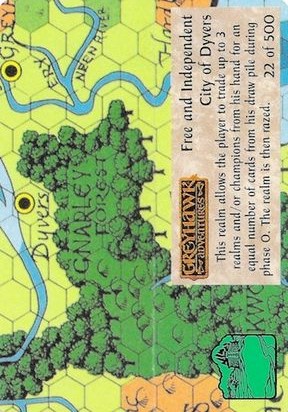 Free and Independent
City of Dyvers
This realm allows the player to trade up to 3
realms and/or champions from his hand for an
equal number of cards from his draw pile during
phase 0. The realm is then razed.
22 of 500
GREYHAWK
ADVENTURES
Dyvers
GNARLEY
FOREST
NEEN RIVER